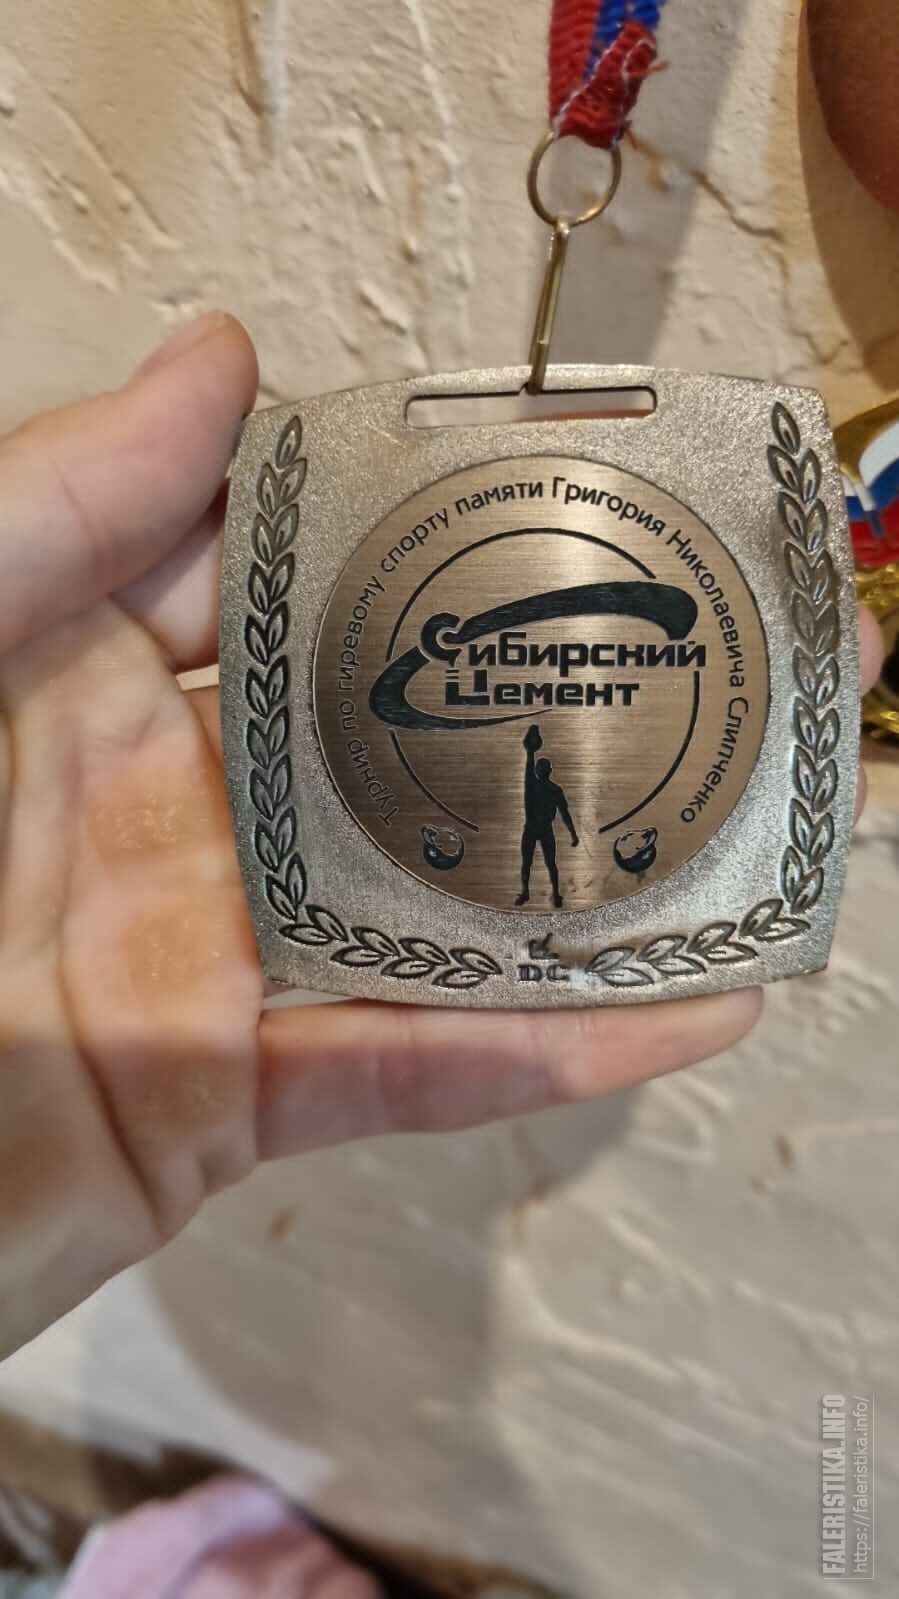 Турнир по гиревому спорту памяти Григория Николаевича Слипченко
Сибирский
Цемент
DC
FALERISTIKA.INFO
https://faleristika.info/